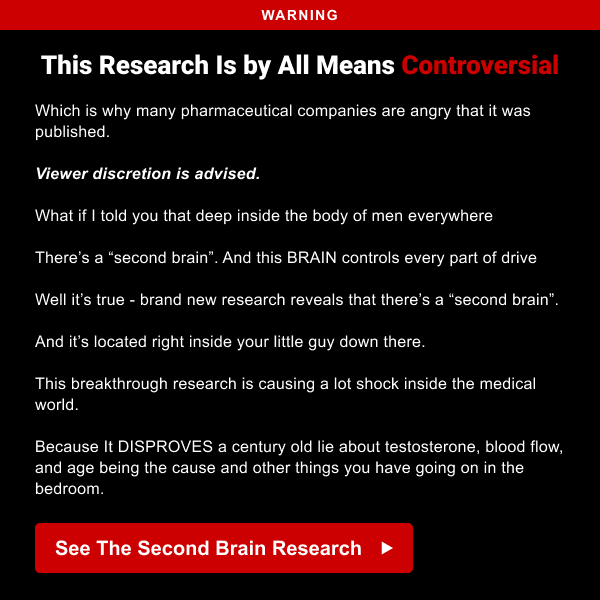 WARNING
This Research Is by All Means Controversial
Which is why many pharmaceutical companies are angry that it was
published.
Viewer discretion is advised.
What if I told you that deep inside the body of men everywhere
There’s a “second brain”. And this BRAIN controls every part of drive
Well it’s true - brand new research reveals that there’s a “second brain”.
And it’s located right inside your little guy down there.
This breakthrough research is causing a lot shock inside the medical
world.
Because It DISPROVES a century old lie about testosterone, blood flow,
and age being the cause and other things you have going on in the
bedroom.
See The Second Brain Research